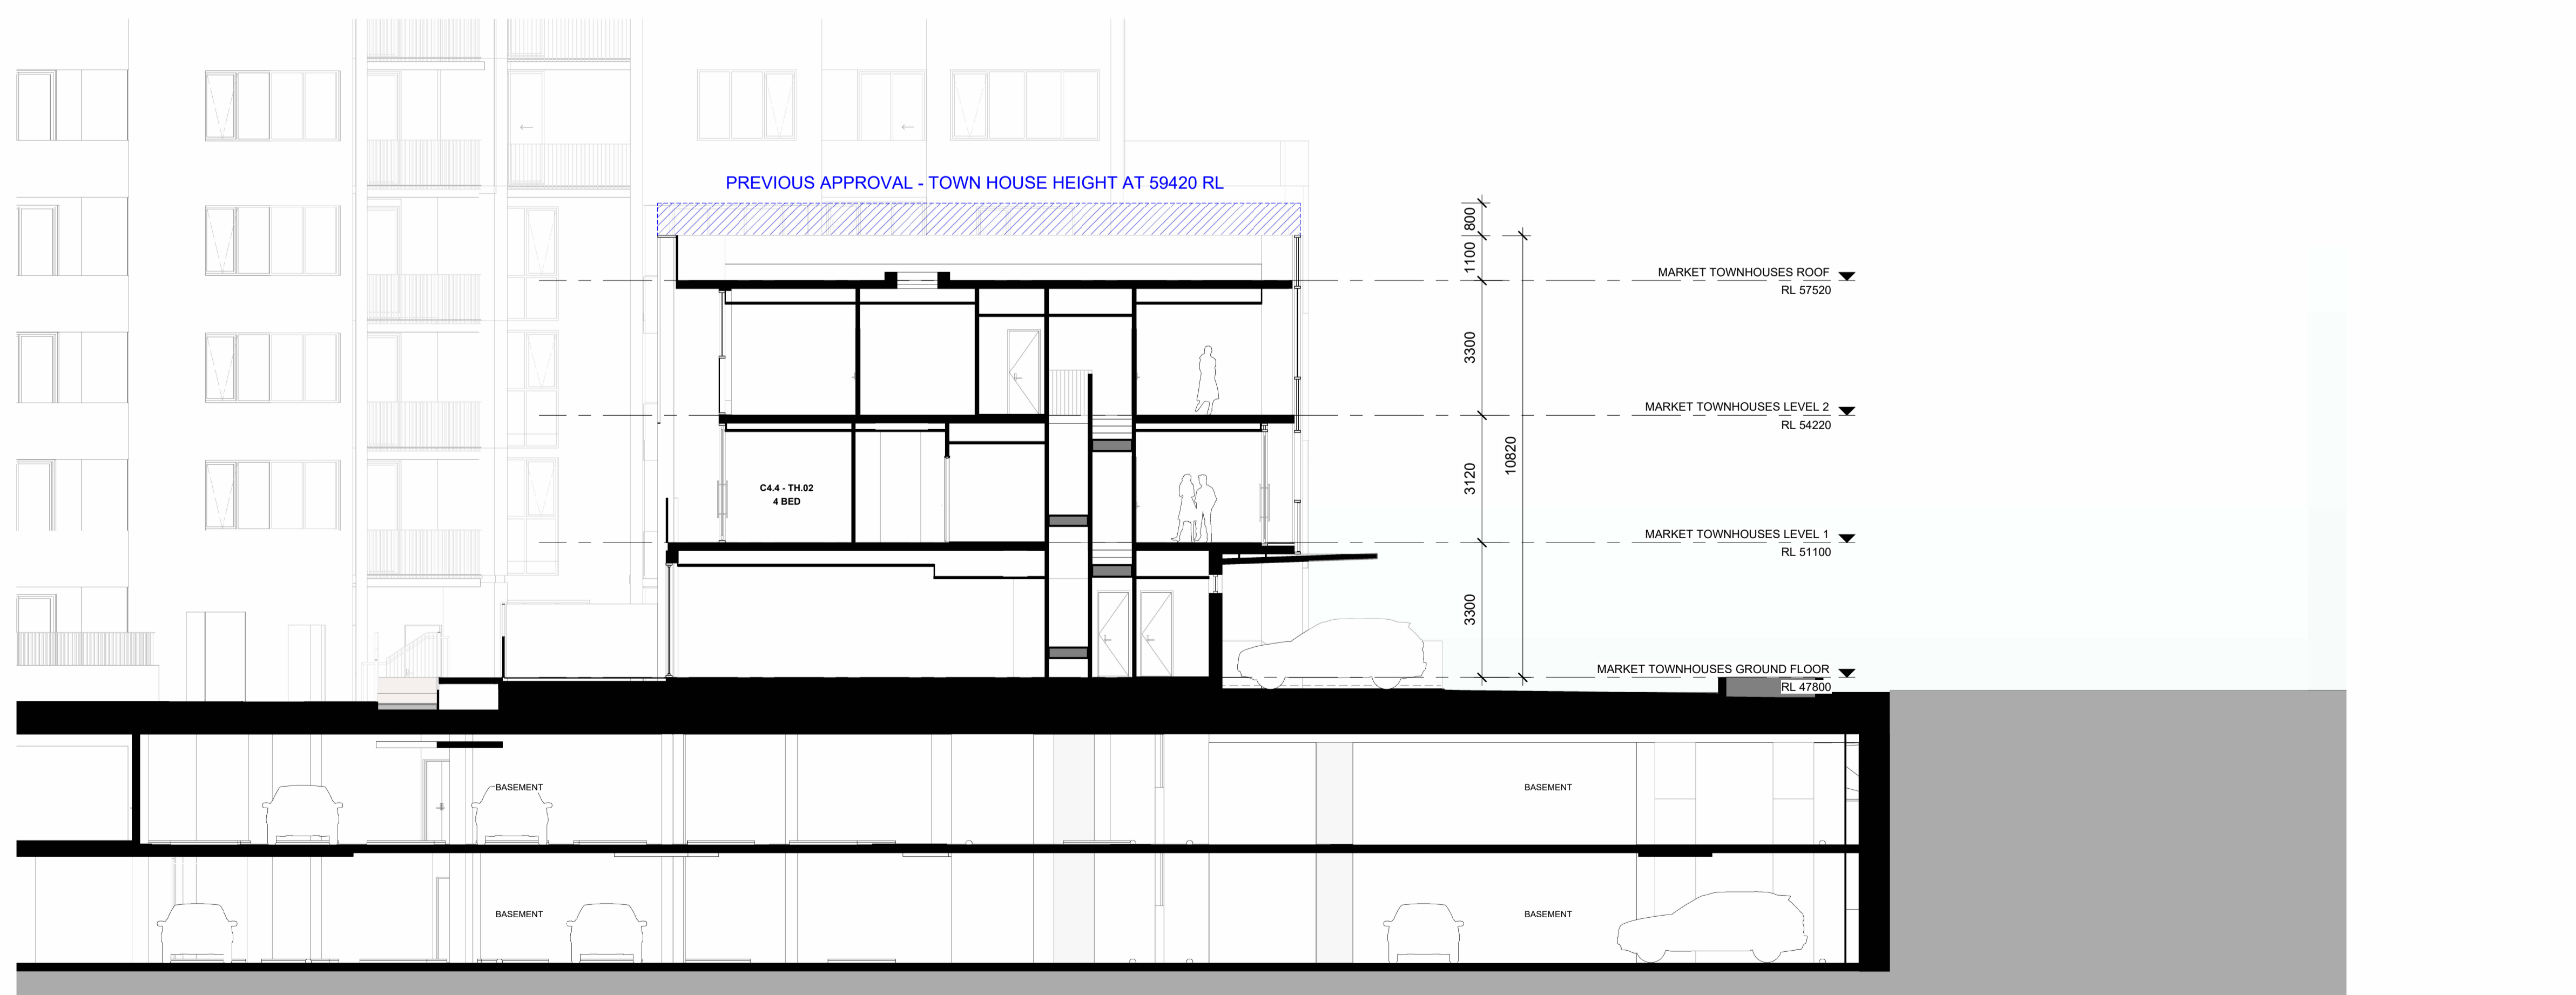 PREVIOUS APPROVAL - TOWN HOUSE HEIGHT AT 59420 RL
800
1100
MARKET TOWNHOUSES ROOF
RL 57520
3300
MARKET TOWNHOUSES LEVEL 2
RL 54220
10820
3120
C4.4 - TH.02
4 BED
MARKET TOWNHOUSES LEVEL 1
RL 51100
3300
MARKET TOWNHOUSES GROUND FLOOR
RL 47800
BASEMENT
BASEMENT
BASEMENT
BASEMENT